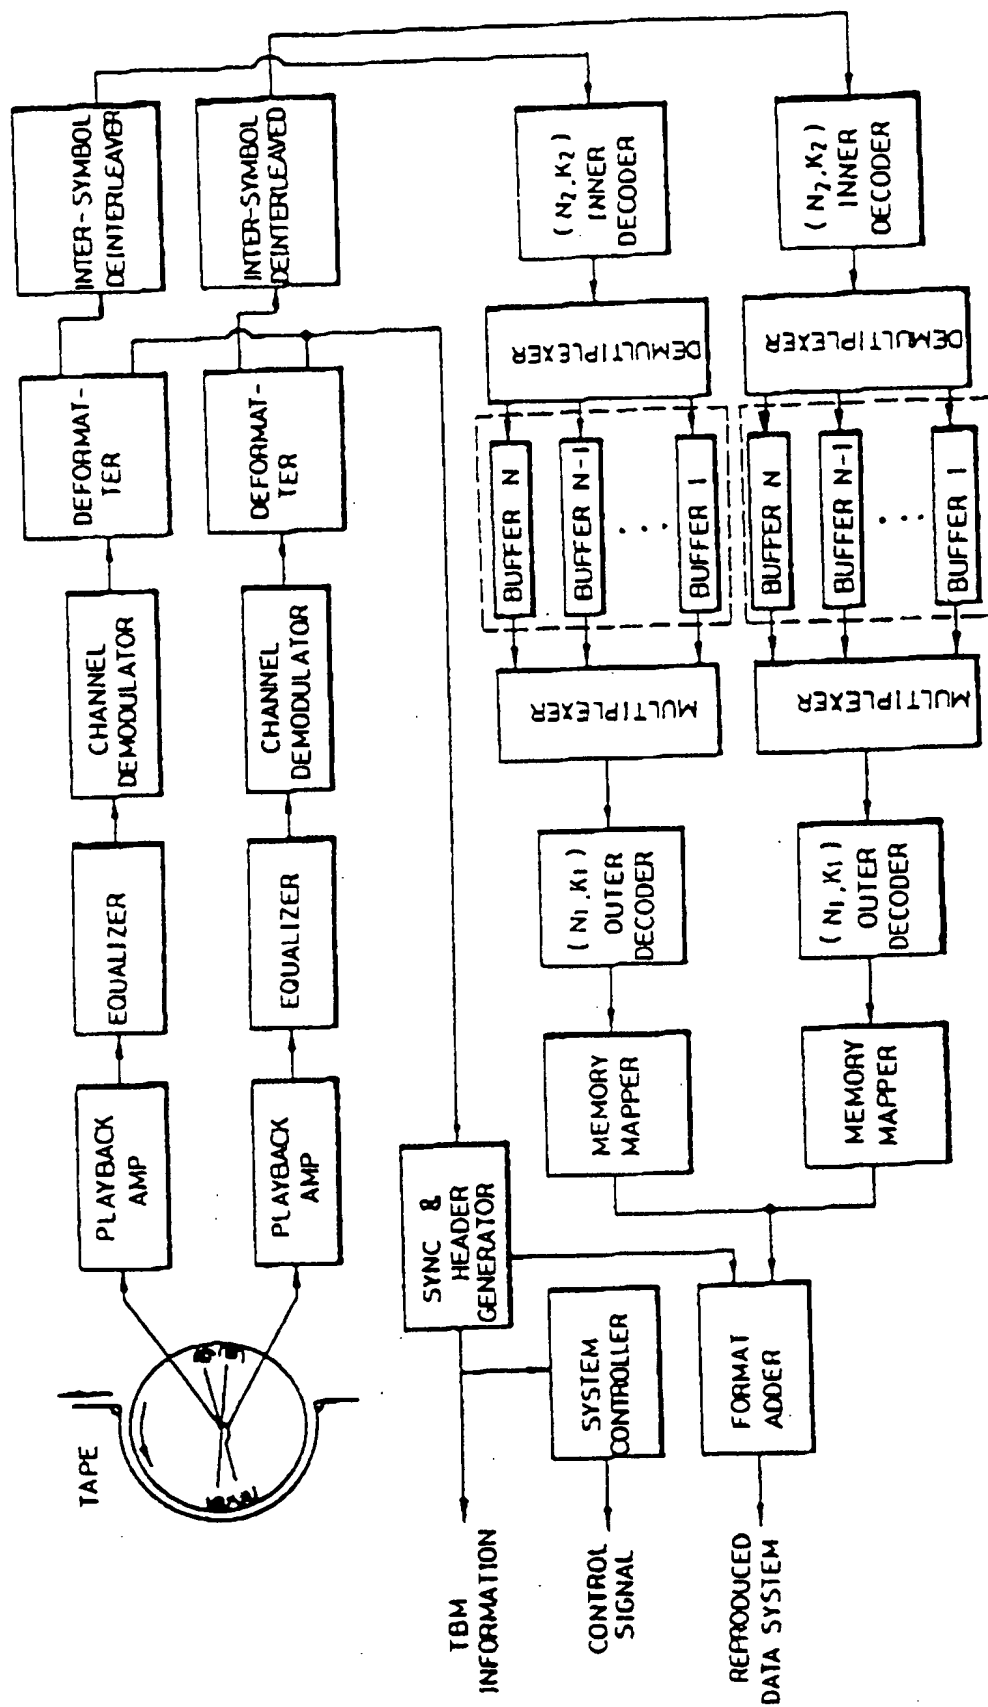 TAPE
PLAYBACK
AMP
EQUALIZER
CHANNEL
DEMODULATOR
DEFORMAT-
TER
INTER-SYMBOL
DEINTERLEAVER
PLAYBACK
AMP
EQUALIZER
CHANNEL
DEMODULATOR
DEFORMAT-
TER
INTER-SYMBOL
DEINTERLEAVED
TBM
INFORMATION
SYNC &
HEADER
GENERATOR
CONTROL
SIGNAL
SYSTEM
CONTROLLER
REPRODUCED
DATA SYSTEM
FORMAT
ADDER
MEMORY
MAPPER
(N1,K1)
OUTER
DECODER
MULTIPLEXER
BUFFER N
BUFFER N-1
. . .
BUFFER 1
DEMULTIPLEXER
(N2,K2)
INNER
DECODER
MEMORY
MAPPER
(N1,K1)
OUTER
DECODER
MULTIPLEXER
BUFFER N
BUFFER N-1
. . .
BUFFER 1
DEMULTIPLEXER
(N2,K2)
INNER
DECODER